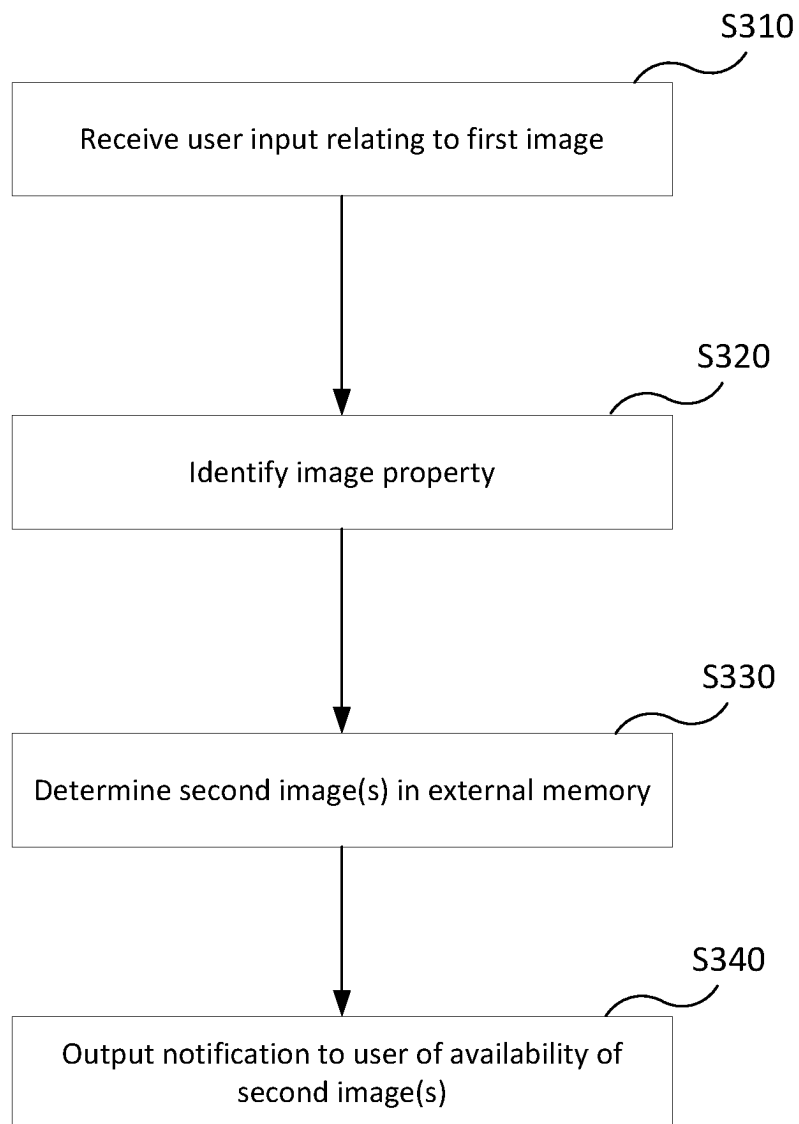 S310
Receive user input relating to first image
S320
Identify image property
S330
Determine second image(s) in external memory
S340
Output notification to user of availability of
second image(s)